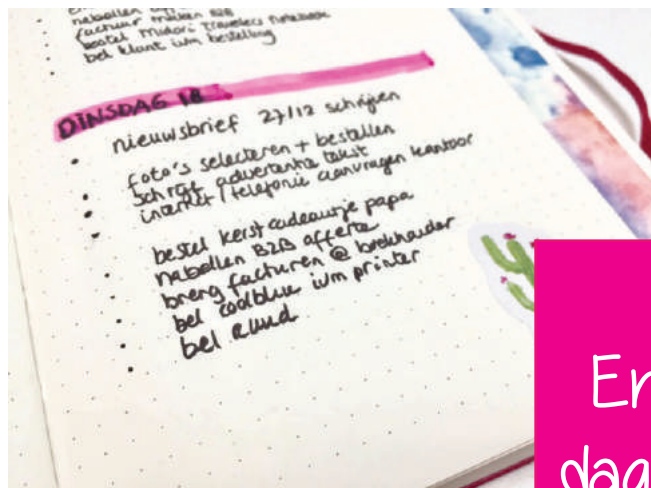 nabellen
factuur maken B2B
bestel Midori Travelers Notebook
bel klant ivm bestelling
DINSDAG 18
nieuwsbrief 27/12 schrijven
foto's selecteren + bestellen
schrijf advertentie tekst
internet/telefonie aanvragen kantoor
bestel kerstcadeautje papa
nabellen B2B offerte
breng facturen @ boekhouder
bel coolblue ivm printer
bel Ruud
En
dag